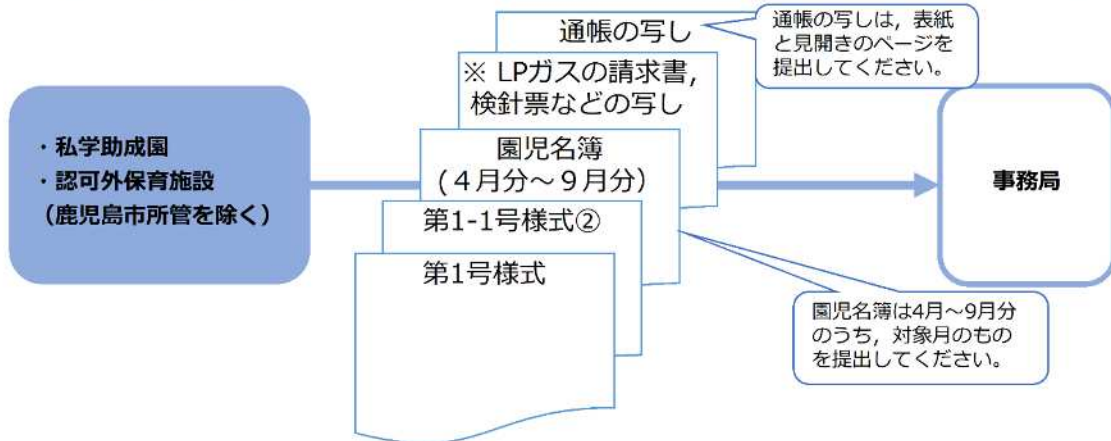 ・私学助成園
・認可外保育施設
（鹿児島市所管を除く）
通帳の写し
※ LPガスの請求書，
検針票などの写し
園児名簿
(４月分～９月分）
第1-1号様式②
第1号様式
通帳の写しは，表紙
と見開きのページを
提出してください。
園児名簿は4月～9月分
のうち，対象月のもの
を提出してください。
事務局